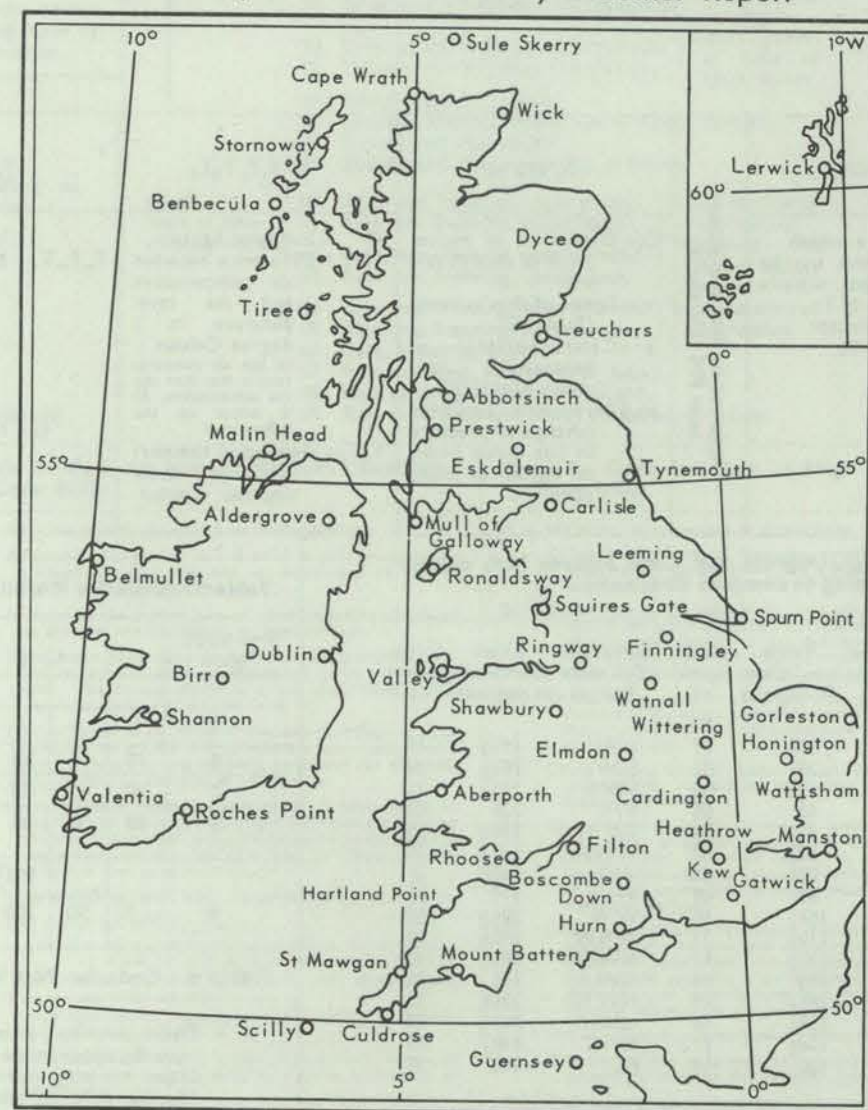 10°
5°
Sule Skerry
1°W
Cape Wrath
Wick
Stornoway
Lerwick
60°
Benbecula
Dyce
Tiree
Leuchars
0°
Abbotsinch
Prestwick
Malin Head
Eskdalemuir
Tynemouth
55°
55°
Carlisle
Aldergrove
Mull of
Galloway
Leeming
Belmullet
Ronaldsway
Squires Gate
Spurn Point
Ringway
Finningley
Dublin
Valley
Birr
Watnall
Shawbury
Wittering
Gorleston
Shannon
Elmdon
Honington
Valentia
Aberporth
Cardington
Wattisham
Roches Point
Heathrow
Manston
Rhoose
Filton
Kew
Boscombe
Down
Gatwick
Hartland Point
Hurn
St Mawgan
Mount Batten
50°
50°
Scilly
Culdrose
Guernsey
10°
5°
0°